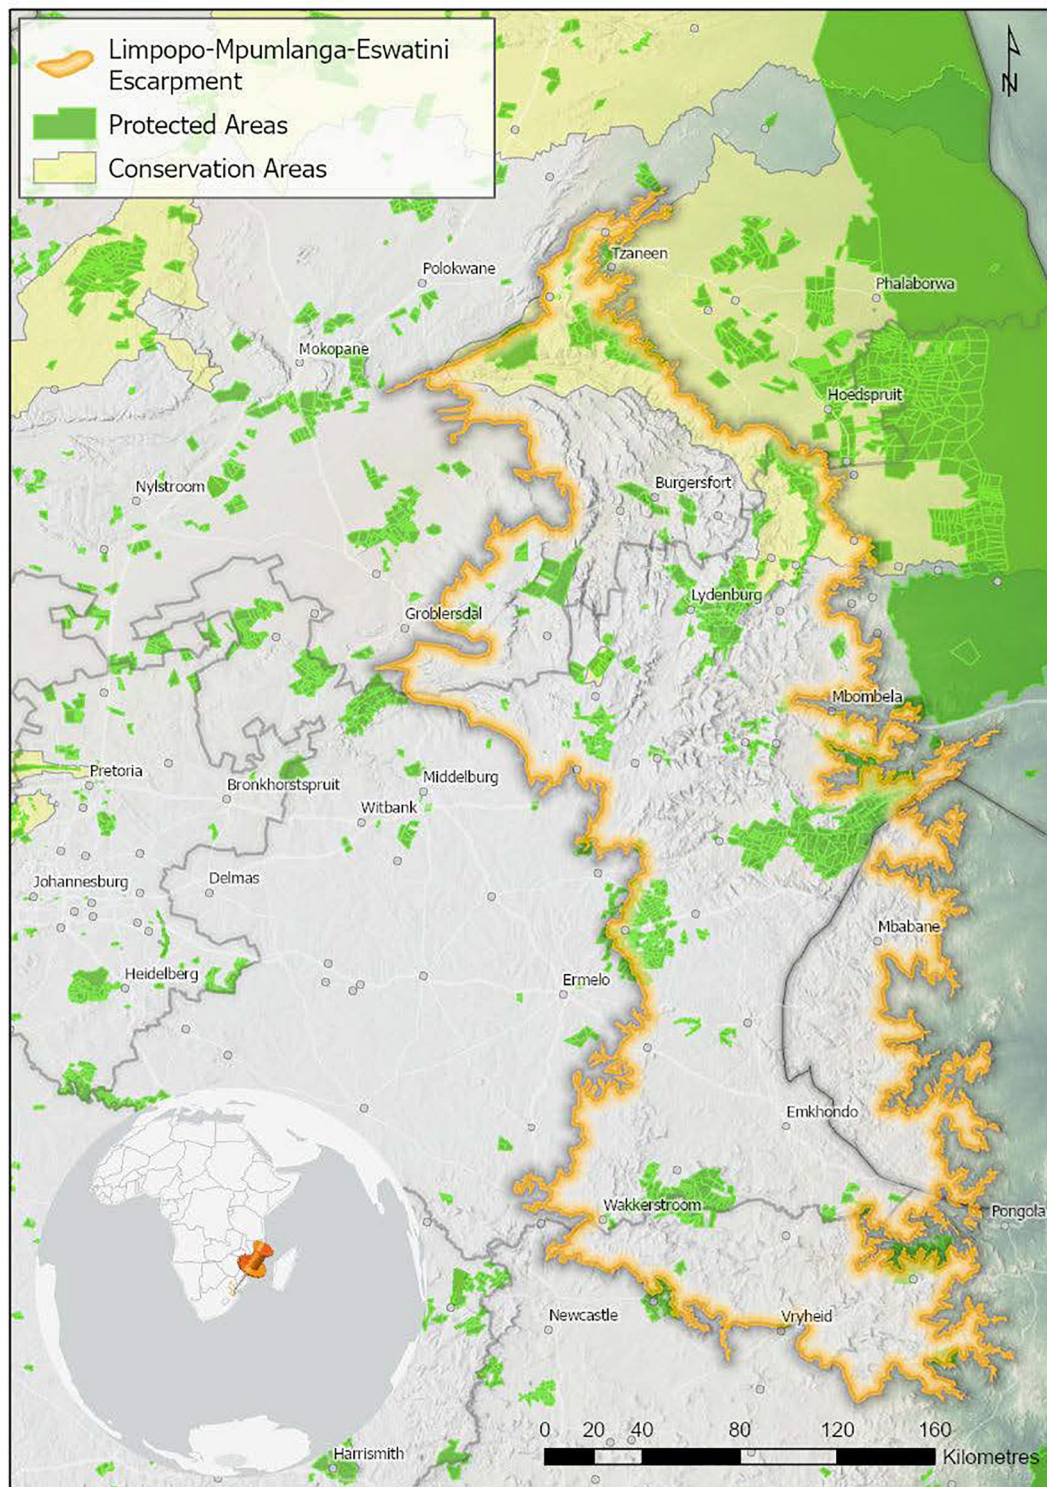 Limpopo-Mpumlanga-Eswatini
Escarpment
Protected Areas
Conservation Areas
N
Tzaneen
Polokwane
Phalaborwa
Mokopane
Hoedspruit
Nylstroom
Burgersfort
Groblersdal
Lydenburg
Mbombela
Pretoria
Bronkhorstspruit
Middelburg
Witbank
Johannesburg
Delmas
Mbabane
Heidelberg
Ermelo
Emkhondo
Wakkerstroom
Pongola
Newcastle
Vryheid
Harrismith
0 20 40 80 120 160
Kilometres